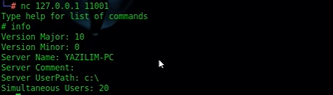 └─# nc 127.0.0.1 11001
Type help for list of commands
# info
Version Major: 10
Version Minor: 0
Server Name: YAZILIM-PC
Server Comment:
Server UserPath: c:\
Simultaneous Users: 20